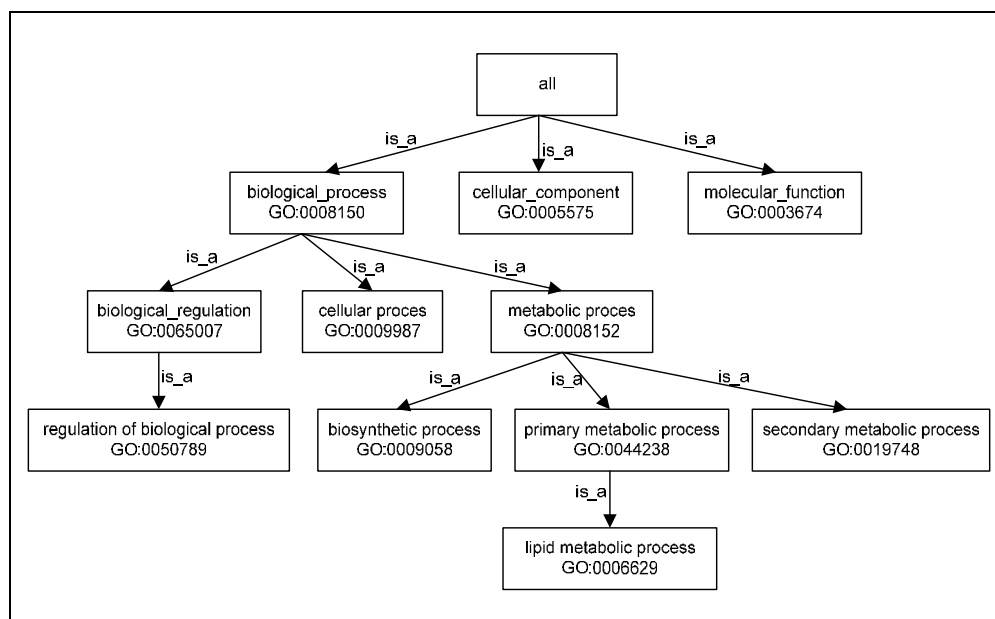 all
is_a
is_a
is_a
biological_process
GO:0008150
cellular_component
GO:0005575
molecular_function
GO:0003674
is_a
is_a
is_a
biological_regulation
GO:0065007
cellular proces
GO:0009987
metabolic proces
GO:0008152
is_a
is_a
is_a
is_a
regulation of biological process
GO:0050789
biosynthetic process
GO:0009058
primary metabolic process
GO:0044238
secondary metabolic process
GO:0019748
is_a
lipid metabolic process
GO:0006629